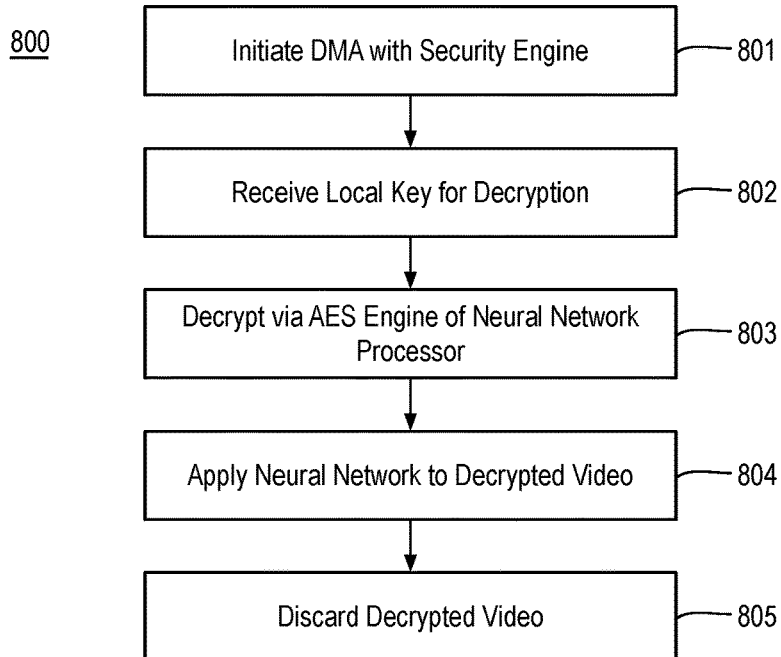 800
Initiate DMA with Security Engine
801
Receive Local Key for Decryption
802
Decrypt via AES Engine of Neural Network
Processor
803
Apply Neural Network to Decrypted Video
804
Discard Decrypted Video
805